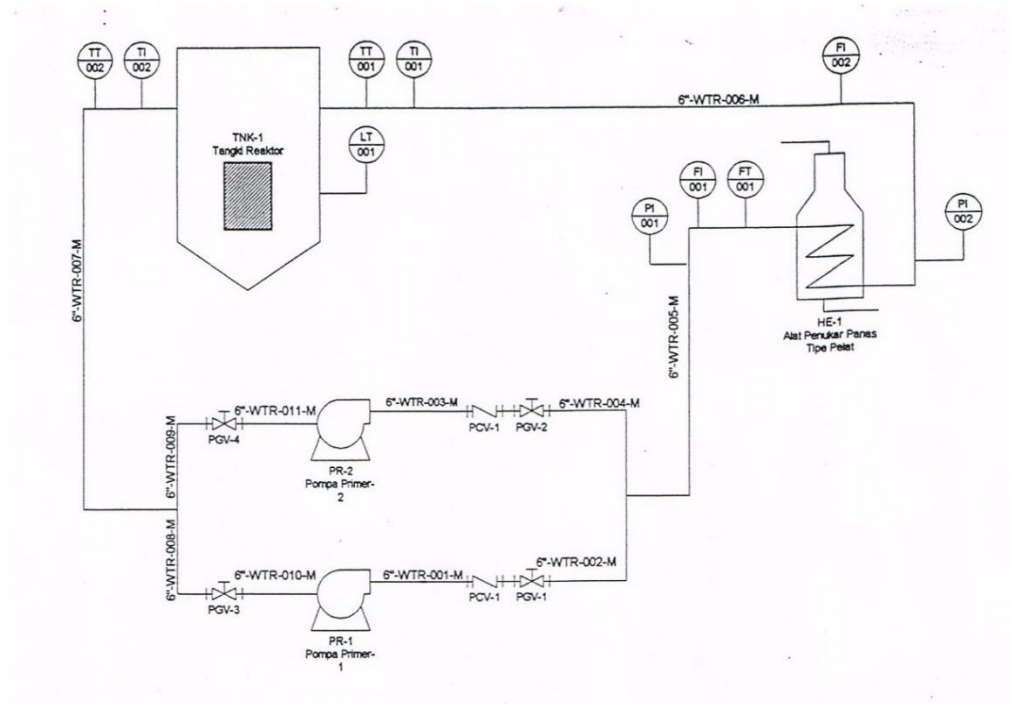 TT
002
TI
002
TT
001
TI
001
FI
002
6"-WTR-006-M
TNK-1
Tangki Reaktor
LT
001
FI
001
FT
001
PI
001
PI
002
6"-WTR-007-M
6"-WTR-005-M
HE-1
Alat Penukar Panas
Tipe Pelat
6"-WTR-009-M
6"-WTR-011-M
6"-WTR-003-M
6"-WTR-004-M
PGV-4
PCV-1
PGV-2
PR-2
Pompa Primer-
2
6"-WTR-008-M
6"-WTR-010-M
6"-WTR-001-M
6"-WTR-002-M
PGV-3
PCV-1
PGV-1
PR-1
Pompa Primer-
1